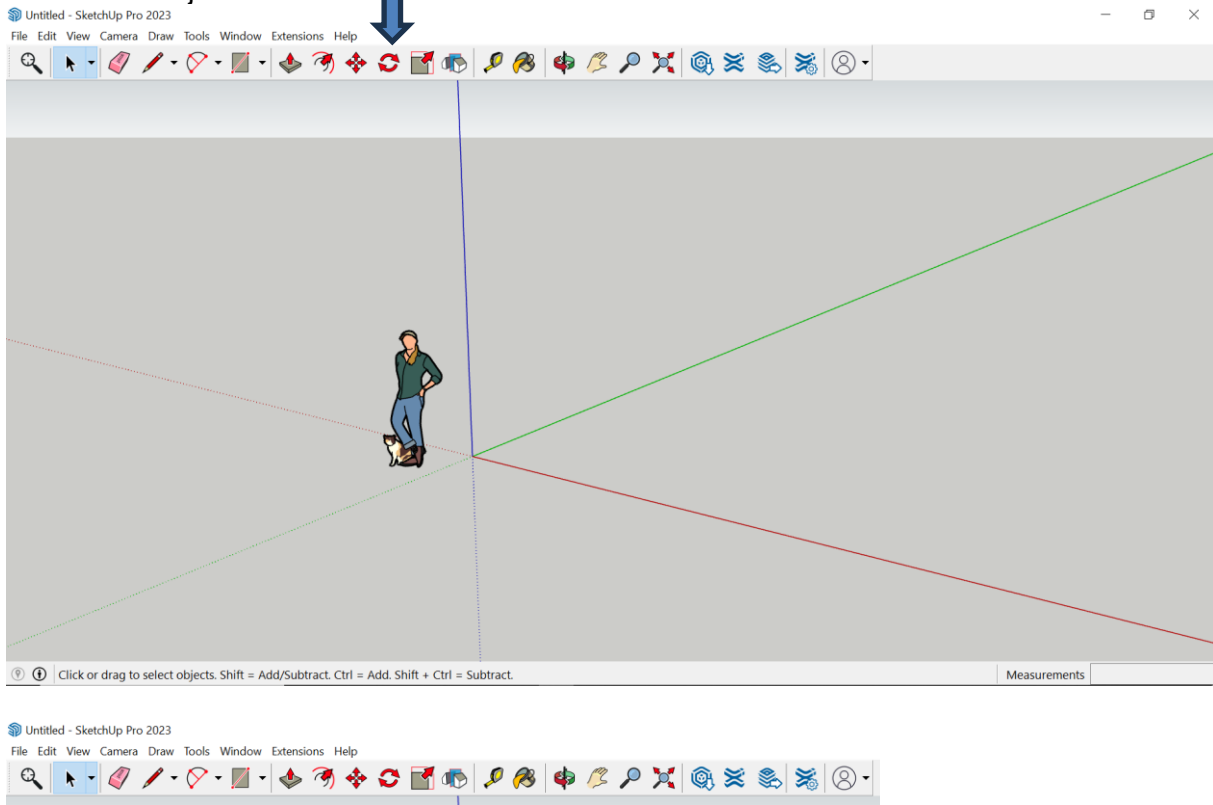 Untitled - SketchUp Pro 2023
File Edit View Camera Draw Tools Window Extensions Help
Click or drag to select objects. Shift = Add/Subtract. Ctrl = Add. Shift + Ctrl = Subtract.
Measurements
Untitled - SketchUp Pro 2023
File Edit View Camera Draw Tools Window Extensions Help